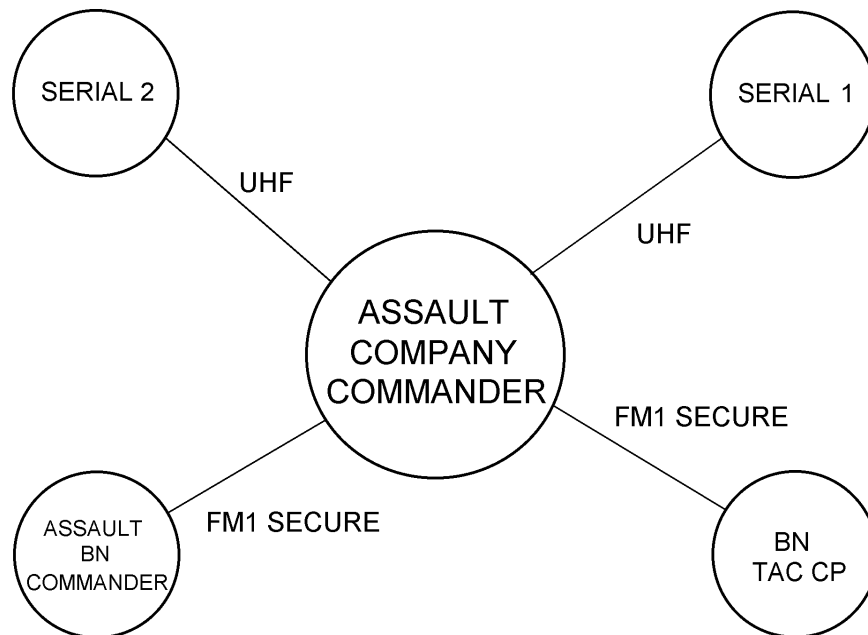 SERIAL 2
SERIAL 1
UHF
UHF
ASSAULT
COMPANY
COMMANDER
FM1 SECURE
FM1 SECURE
ASSAULT
BN
COMMANDER
BN
TAC CP